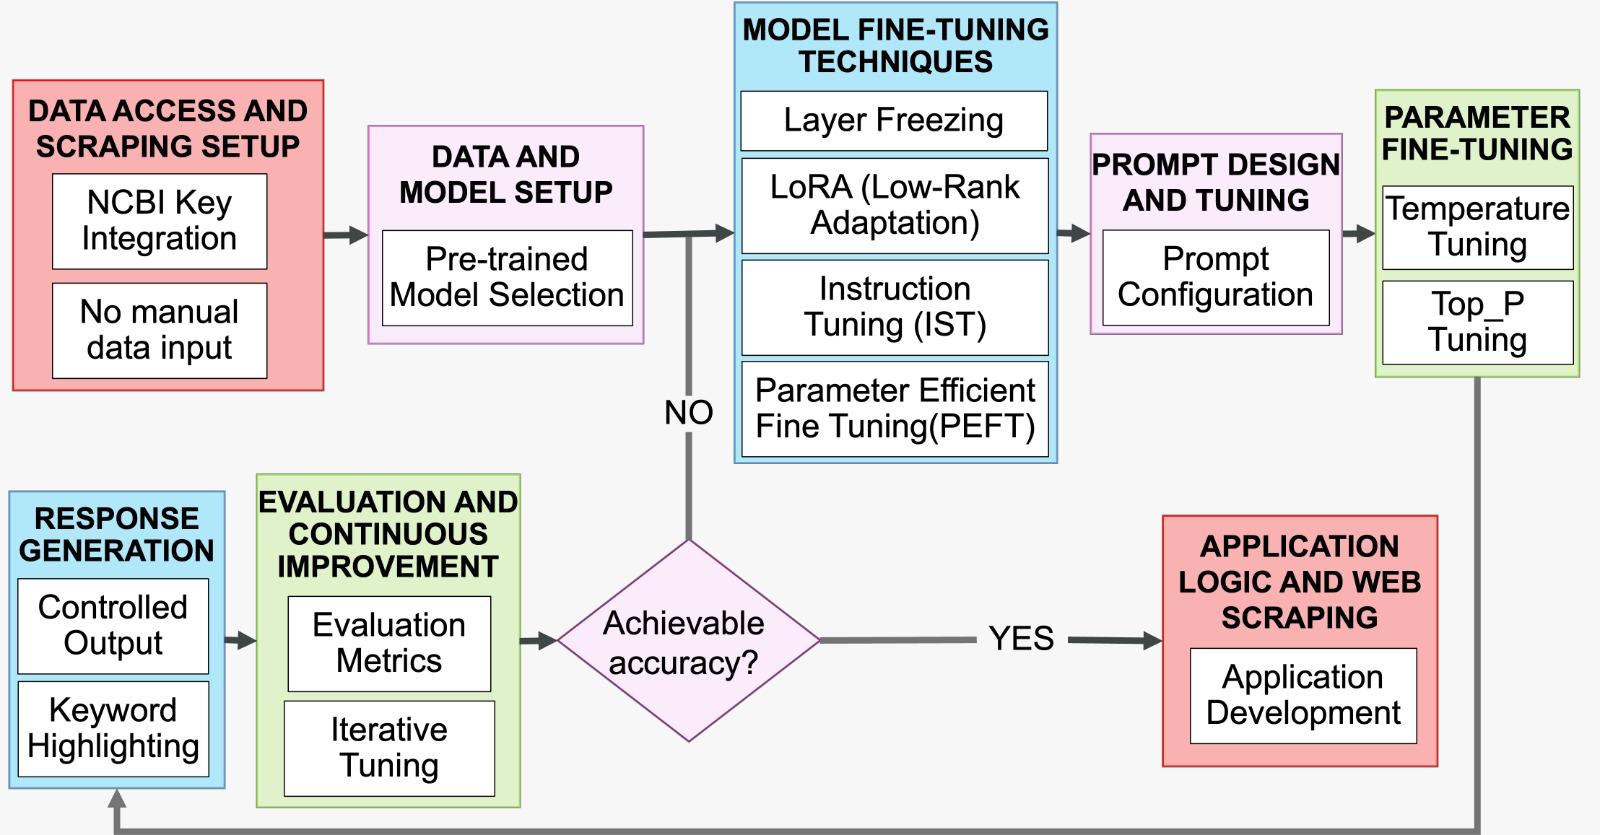 DATA ACCESS AND
SCRAPING SETUP
NCBI Key
Integration
No manual
data input
DATA AND
MODEL SETUP
Pre-trained
Model Selection
MODEL FINE-TUNING
TECHNIQUES
Layer Freezing
LoRA (Low-Rank
Adaptation)
Instruction
Tuning (IST)
Parameter Efficient
Fine Tuning(PEFT)
PROMPT DESIGN
AND TUNING
Prompt
Configuration
PARAMETER
FINE-TUNING
Temperature
Tuning
Top_P
Tuning
RESPONSE
GENERATION
Controlled
Output
Keyword
Highlighting
EVALUATION AND
CONTINUOUS
IMPROVEMENT
Evaluation
Metrics
Iterative
Tuning
Achievable
accuracy?
NO
YES
APPLICATION
LOGIC AND WEB
SCRAPING
Application
Development